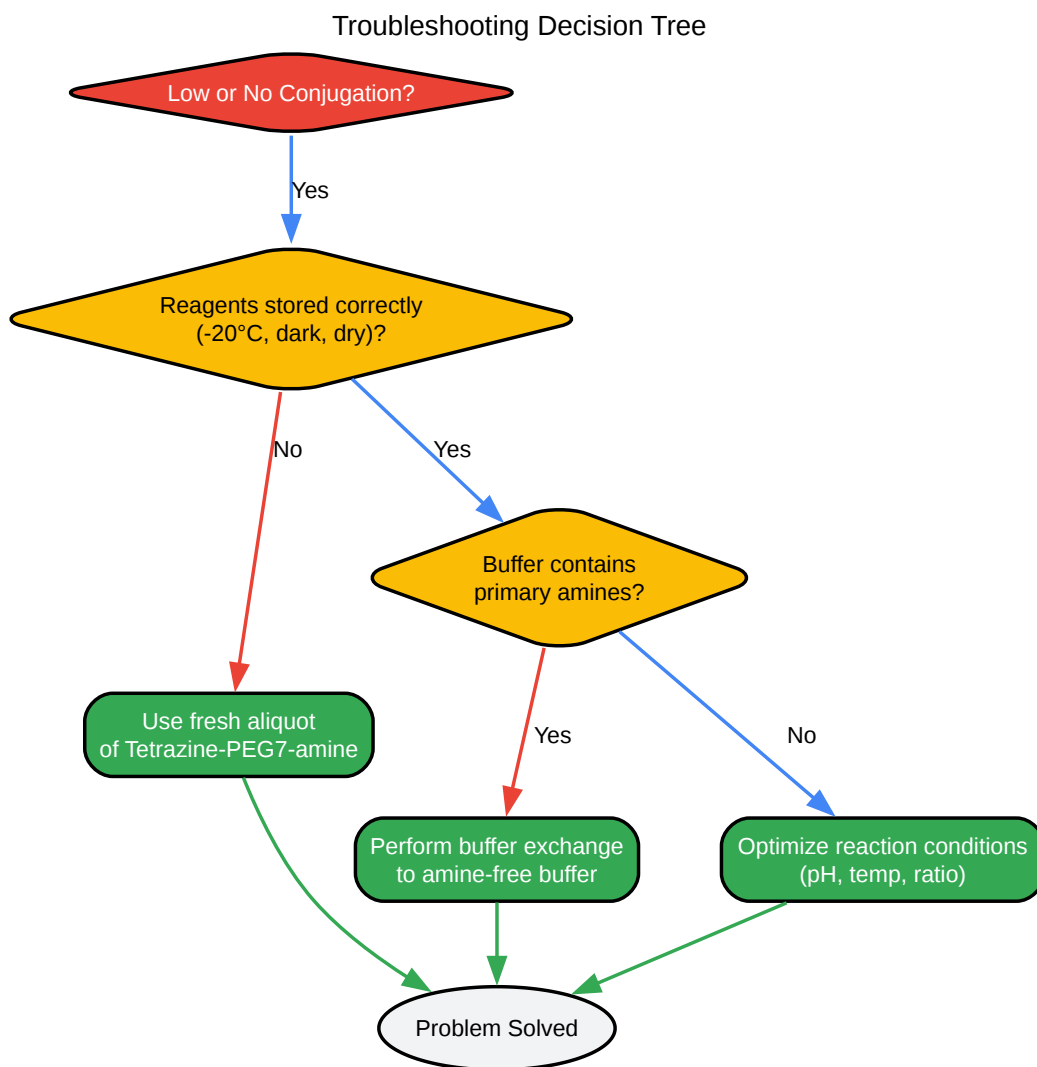 Troubleshooting Decision Tree
Low or No Conjugation?
Yes
Reagents stored correctly
(-20°C, dark, dry)?
No
Yes
Buffer contains
primary amines?
Use fresh aliquot
of Tetrazine-PEG7-amine
Yes
No
Perform buffer exchange
to amine-free buffer
Optimize reaction conditions
(pH, temp, ratio)
Problem Solved